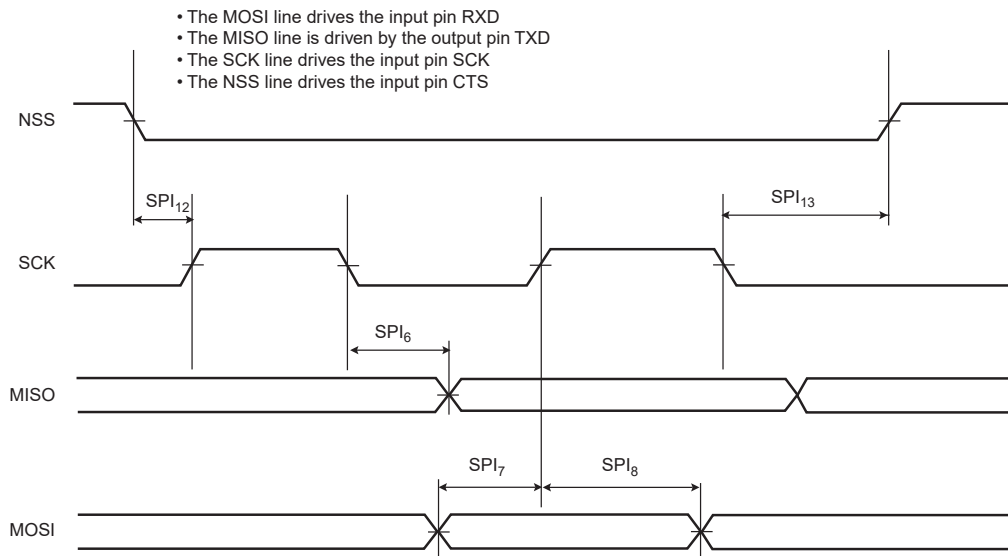 • The MOSI line drives the input pin RXD
• The MISO line is driven by the output pin TXD
• The SCK line drives the input pin SCK
• The NSS line drives the input pin CTS
NSS
SPI₁₂
SPI₁₃
SCK
SPI₆
MISO
SPI₇
SPI₈
MOSI